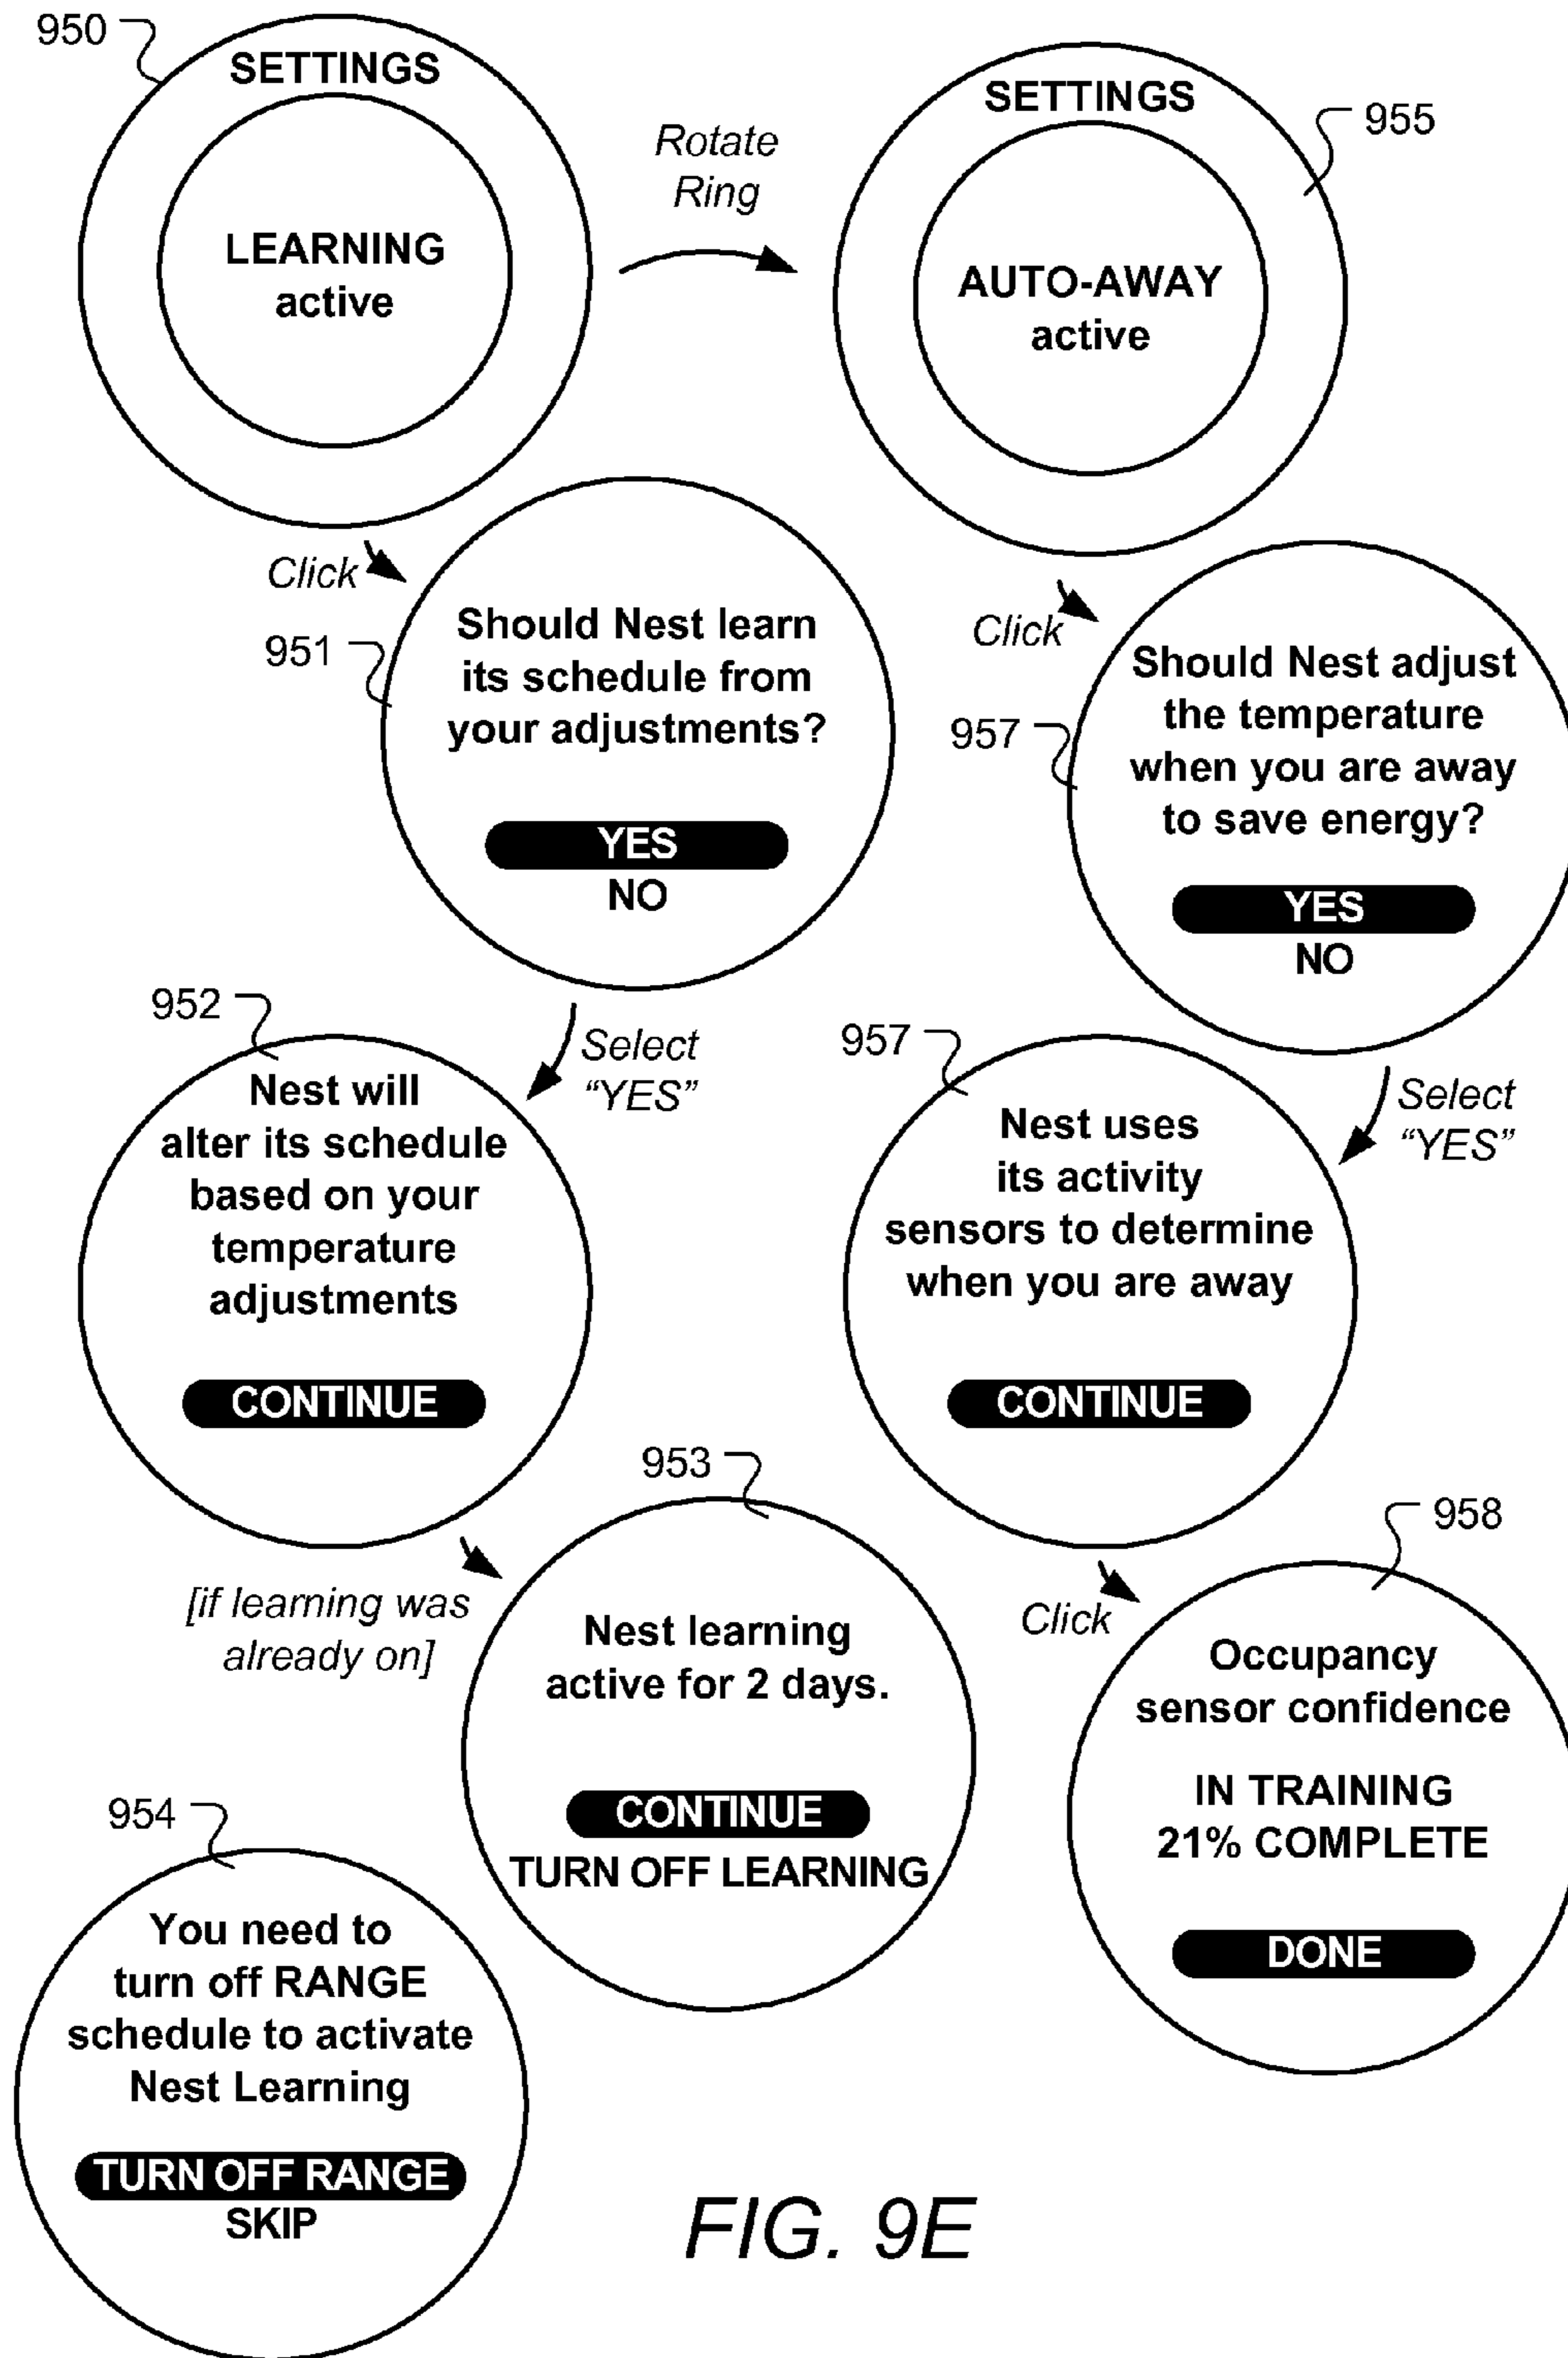 950
SETTINGS
LEARNING
active
Rotate
Ring
SETTINGS
955
AUTO-AWAY
active
Click
951
Should Nest learn
its schedule from
your adjustments?
YES
NO
Click
957
Should Nest adjust
the temperature
when you are away
to save energy?
YES
NO
952
Select
“YES”
Nest will
alter its schedule
based on your
temperature
adjustments
CONTINUE
957
Select
“YES”
Nest uses
its activity
sensors to determine
when you are away
CONTINUE
[if learning was
already on]
953
Nest learning
active for 2 days.
CONTINUE
TURN OFF LEARNING
Click
958
Occupancy
sensor confidence
IN TRAINING
21% COMPLETE
DONE
954
You need to
turn off RANGE
schedule to activate
Nest Learning
TURN OFF RANGE
SKIP
FIG. 9E